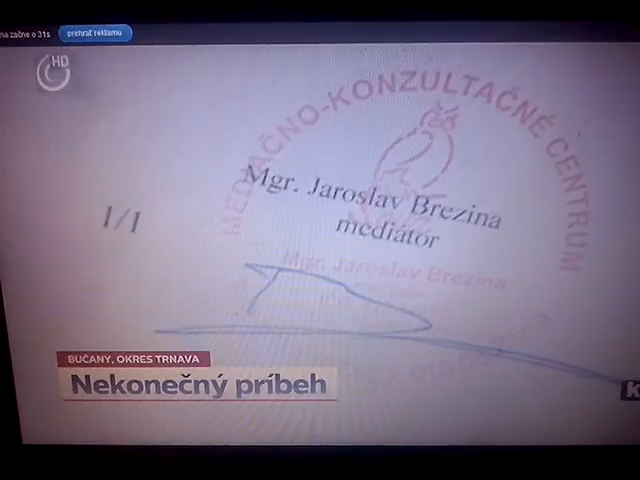 na začne o 31s
prehrať reklamu
HD
MEDIAČNO-KONZULTAČNÉ CENTRUM
Mgr. Jaroslav Brezina
mediátor
1/1
Mgr. Jaroslav Brezina
BUČANY, OKRES TRNAVA
Nekonečný príbeh